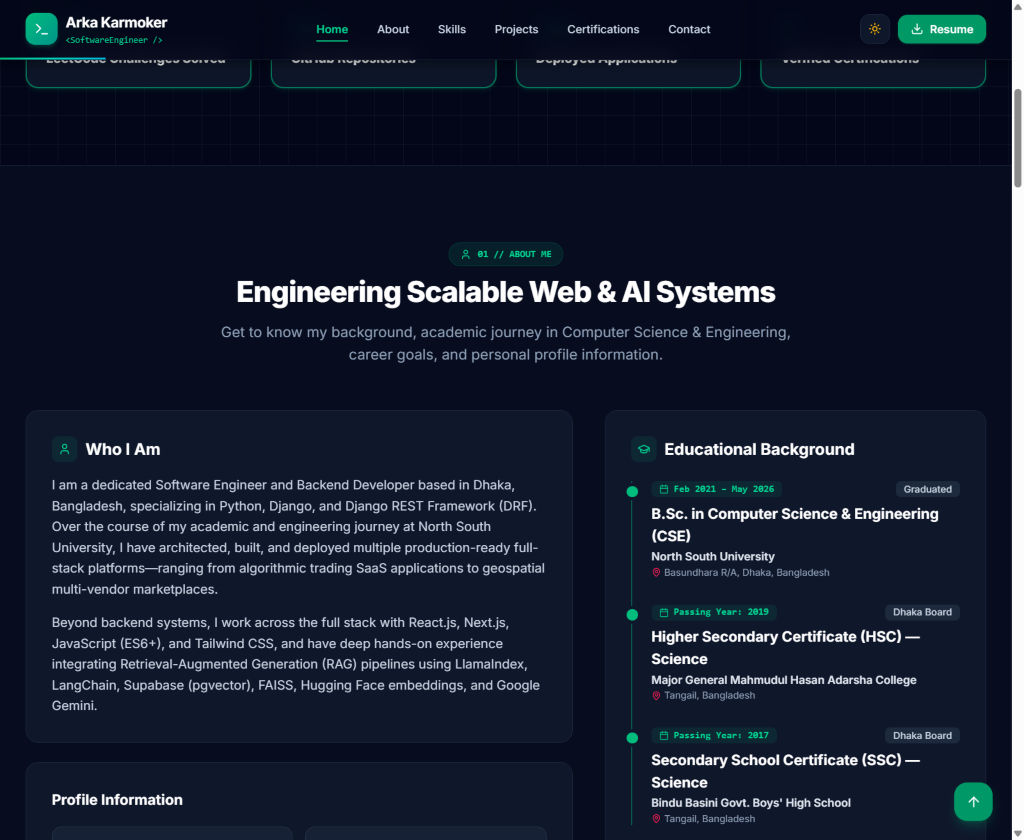 Arka Karmoker
<SoftwareEngineer />
Home
About
Skills
Projects
Certifications
Contact
Resume
LeetCode Challenges Solved
GitHub Repositories
Deployed Applications
Verified Certifications
01 // ABOUT ME
Engineering Scalable Web & AI Systems
Get to know my background, academic journey in Computer Science & Engineering,
career goals, and personal profile information.
Who I Am
I am a dedicated Software Engineer and Backend Developer based in Dhaka,
Bangladesh, specializing in Python, Django, and Django REST Framework (DRF).
Over the course of my academic and engineering journey at North South
University, I have architected, built, and deployed multiple production-ready full-
stack platforms—ranging from algorithmic trading SaaS applications to geospatial
multi-vendor marketplaces.
Beyond backend systems, I work across the full stack with React.js, Next.js,
JavaScript (ES6+), and Tailwind CSS, and have deep hands-on experience
integrating Retrieval-Augmented Generation (RAG) pipelines using LlamaIndex,
LangChain, Supabase (pgvector), FAISS, Hugging Face embeddings, and Google
Gemini.
Profile Information
Educational Background
Feb 2021 – May 2026
Graduated
B.Sc. in Computer Science & Engineering
(CSE)
North South University
Basundhara R/A, Dhaka, Bangladesh
Passing Year: 2019
Dhaka Board
Higher Secondary Certificate (HSC) —
Science
Major General Mahmudul Hasan Adarsha College
Tangail, Bangladesh
Passing Year: 2017
Dhaka Board
Secondary School Certificate (SSC) —
Science
Bindu Basini Govt. Boys' High School
Tangail, Bangladesh